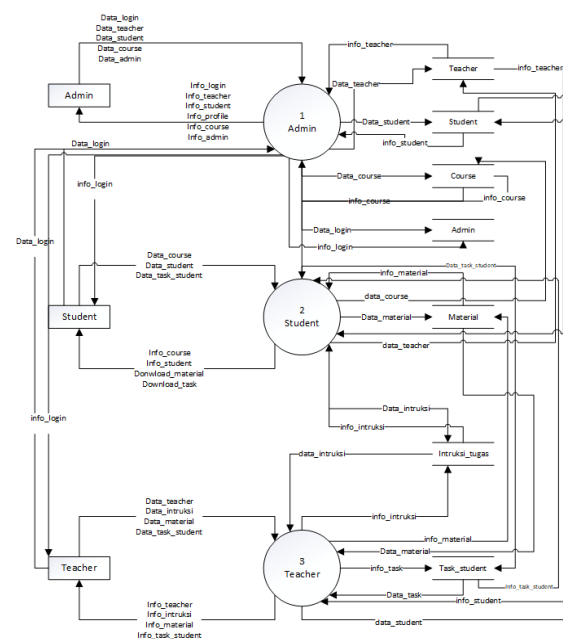 Data_login
Data_teacher
Data_student
Data_course
Data_admin
Admin
Info_login
Info_teacher
Info_student
Info_profile
Info_course
Info_admin
1
Admin
info_teacher
Data_teacher
Teacher
info_teacher
Data_student
Student
info_student
Data_course
Course
info_course
info_course
Data_login
Admin
info_login
Data_login
info_login
Data_login
Data_course
Data_student
Data_task_student
Student
Info_course
Info_student
Donwload_material
Download_task
2
Student
Data_task_student
info_material
data_course
Data_material
Material
data_teacher
Data_intruksi
info_intruksi
data_intruksi
Intruksi_tugas
info_login
Data_teacher
Data_intruksi
Data_material
Data_task_student
Teacher
Info_teacher
Info_intruksi
Info_material
Info_task_student
3
Teacher
info_intruksi
info_material
Data_material
info_task
Task_student
Info_task_student
Data_task
info_student
data_student